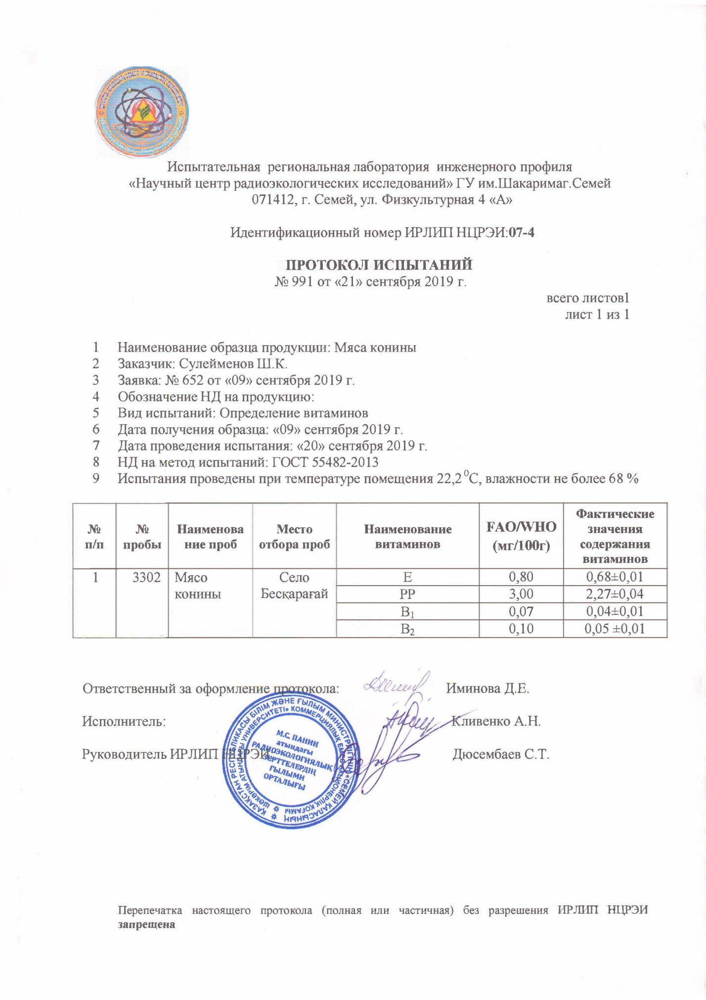 Испытательная региональная лаборатория инженерного профиля
«Научный центр радиоэкологических исследований» ГУ им.Шакаримаг.Семей
071412, г. Семей, ул. Физкультурная 4 «А»
Идентификационный номер ИРЛИП НЦРЭИ:07-4
ПРОТОКОЛ ИСПЫТАНИЙ
№ 991 от «21» сентября 2019 г.
всего листов1
лист 1 из 1
1 Наименование образца продукции: Мяса конины
2 Заказчик: Сулейменов Ш.К.
3 Заявка: № 652 от «09» сентября 2019 г.
4 Обозначение НД на продукцию:
5 Вид испытаний: Определение витаминов
6 Дата получения образца: «09» сентября 2019 г.
7 Дата проведения испытания: «20» сентября 2019 г.
8 НД на метод испытаний: ГОСТ 55482-2013
9 Испытания проведены при температуре помещения 22,2 ⁰С, влажности не более 68 %
№ п/п
№ пробы
Наименова
ние проб
Место
отбора проб
Наименование
витаминов
FAO/WHO
(мг/100г)
Фактические
значения
содержания
витаминов
1 3302 Мясо конины Село Бесқарағай E 0,80 0,68±0,01
PP 3,00 2,27±0,04
B₁ 0,07 0,04±0,01
B₂ 0,10 0,05 ±0,01
Ответственный за оформление протокола: Иминова Д.Е.
Исполнитель: Кливенко А.Н.
Руководитель ИРЛИП НЦРЭИ Дюсембаев С.Т.
ҚАЗАҚСТАН РЕСПУБЛИКАСЫ БІЛІМ ЖӘНЕ ҒЫЛЫМ МИНИСТРЛІГІНІҢ «СЕМЕЙ ҚАЛАСЫНЫҢ
ШӘКӘРІМ АТЫНДАҒЫ УНИВЕРСИТЕТІ» КОММЕРЦИЯЛЫҚ ЕМЕС АКЦИОНЕРЛІК ҚОҒАМЫ
М.С. ПАНИН
атындағы
РАДИОЭКОЛОГИЯЛЫҚ
ЗЕРТТЕЛЕРДІҢ
ҒЫЛЫМИ
ОРТАЛЫҒЫ
Перепечатка настоящего протокола (полная или частичная) без разрешения ИРЛИП НЦРЭИ
запрещена